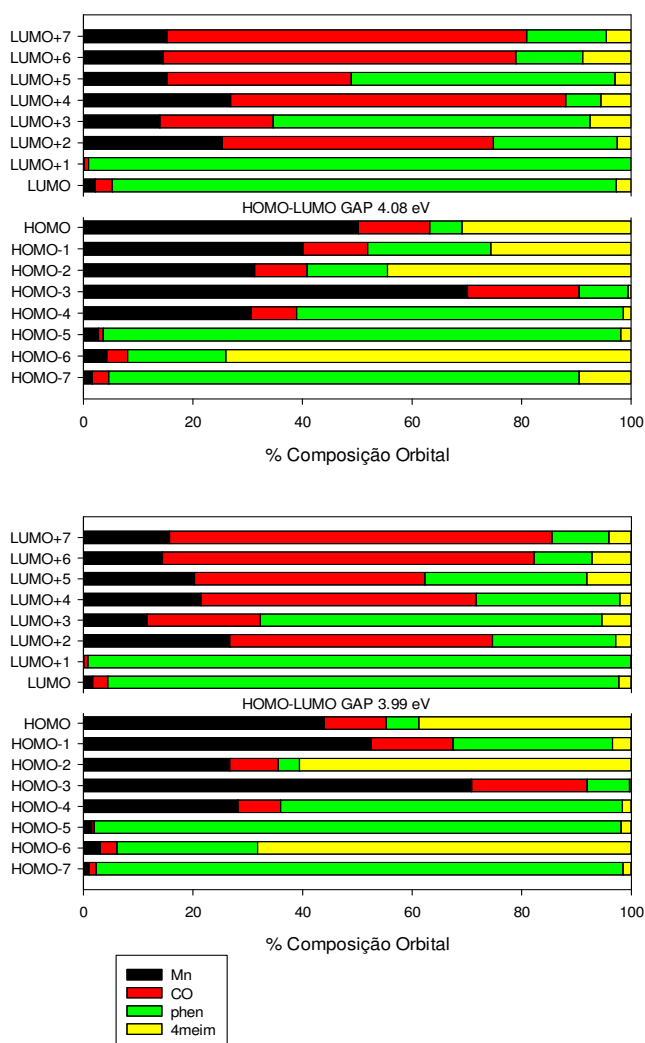 LUMO+7
LUMO+6
LUMO+5
LUMO+4
LUMO+3
LUMO+2
LUMO+1
LUMO
HOMO-LUMO GAP 4.08 eV
HOMO
HOMO-1
HOMO-2
HOMO-3
HOMO-4
HOMO-5
HOMO-6
HOMO-7
0 20 40 60 80 100
% Composição Orbital
LUMO+7
LUMO+6
LUMO+5
LUMO+4
LUMO+3
LUMO+2
LUMO+1
LUMO
HOMO-LUMO GAP 3.99 eV
HOMO
HOMO-1
HOMO-2
HOMO-3
HOMO-4
HOMO-5
HOMO-6
HOMO-7
0 20 40 60 80 100
% Composição Orbital
Mn
CO
phen
4meim